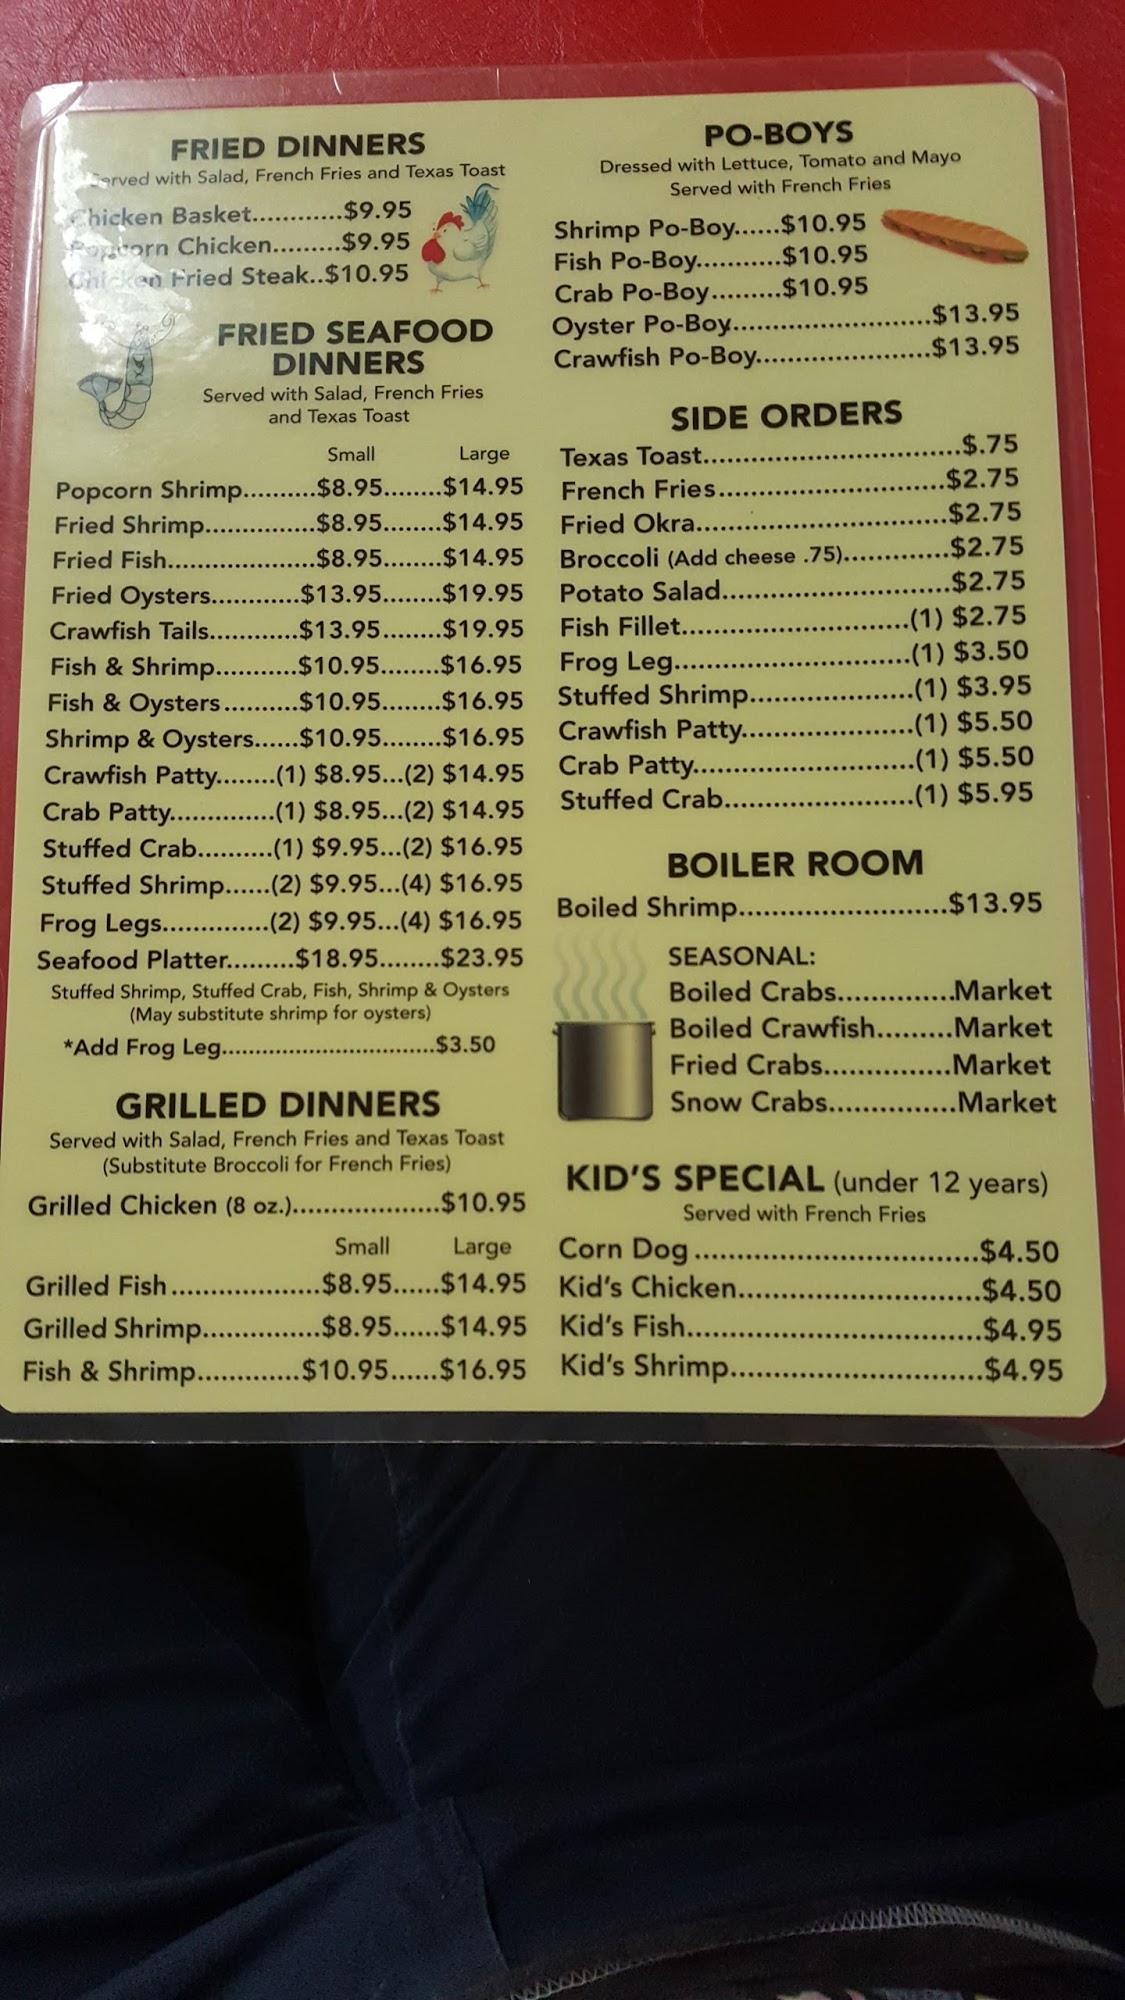 FRIED DINNERS
Served with Salad, French Fries and Texas Toast
Chicken Basket.............$9.95
Popcorn Chicken.........$9.95
Chicken Fried Steak..$10.95
FRIED SEAFOOD
DINNERS
Served with Salad, French Fries
and Texas Toast
Small Large
Popcorn Shrimp..........$8.95........$14.95
Fried Shrimp...............$8.95........$14.95
Fried Fish....................$8.95........$14.95
Fried Oysters............$13.95........$19.95
Crawfish Tails............$13.95........$19.95
Fish & Shrimp...........$10.95........$16.95
Fish & Oysters..........$10.95........$16.95
Shrimp & Oysters......$10.95........$16.95
Crawfish Patty........(1) $8.95...(2) $14.95
Crab Patty..............(1) $8.95...(2) $14.95
Stuffed Crab..........(1) $9.95...(2) $16.95
Stuffed Shrimp......(2) $9.95...(4) $16.95
Frog Legs..............(2) $9.95...(4) $16.95
Seafood Platter.........$18.95........$23.95
Stuffed Shrimp, Stuffed Crab, Fish, Shrimp & Oysters
(May substitute shrimp for oysters)
*Add Frog Leg................................$3.50
GRILLED DINNERS
Served with Salad, French Fries and Texas Toast
(Substitute Broccoli for French Fries)
Grilled Chicken (8 oz.)....................$10.95
Small Large
Grilled Fish....................$8.95......$14.95
Grilled Shrimp................$8.95......$14.95
Fish & Shrimp.............$10.95......$16.95
PO-BOYS
Dressed with Lettuce, Tomato and Mayo
Served with French Fries
Shrimp Po-Boy......$10.95
Fish Po-Boy...........$10.95
Crab Po-Boy.........$10.95
Oyster Po-Boy..........................$13.95
Crawfish Po-Boy.......................$13.95
SIDE ORDERS
Texas Toast..................................$.75
French Fries..............................$2.75
Fried Okra.................................$2.75
Broccoli (Add cheese .75).............$2.75
Potato Salad..............................$2.75
Fish Fillet..............................(1) $2.75
Frog Leg...............................(1) $3.50
Stuffed Shrimp......................(1) $3.95
Crawfish Patty.......................(1) $5.50
Crab Patty.............................(1) $5.50
Stuffed Crab.........................(1) $5.95
BOILER ROOM
Boiled Shrimp...........................$13.95
SEASONAL:
Boiled Crabs..............Market
Boiled Crawfish.........Market
Fried Crabs...............Market
Snow Crabs...............Market
KID'S SPECIAL (under 12 years)
Served with French Fries
Corn Dog.....................................$4.50
Kid's Chicken................................$4.50
Kid's Fish.......................................$4.95
Kid's Shrimp.................................$4.95